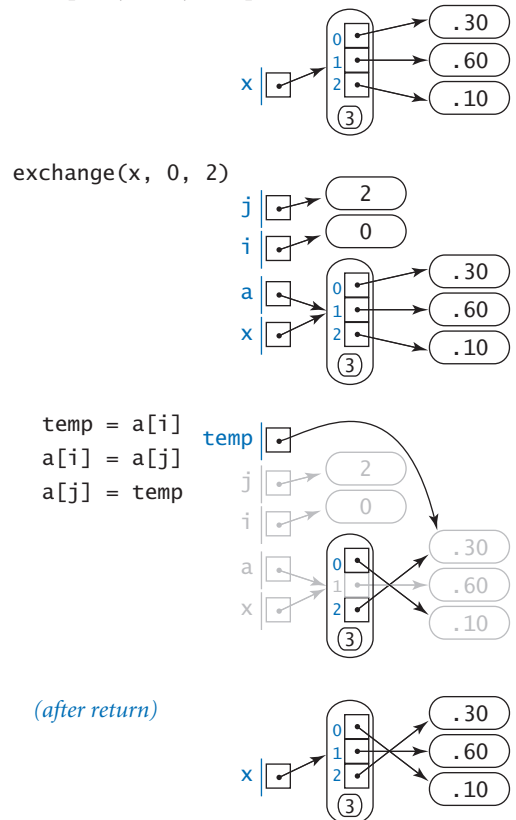 0 .30
1 .60
x 2 .10
3
exchange(x, 0, 2)
j 2
i 0
a 0 .30
1 .60
x 2 .10
3
temp = a[i] temp
a[i] = a[j]
a[j] = temp
j 2
i 0
.30
a 0
1 .60
x 2 .10
3
(after return)
0 .30
1 .60
x 2 .10
3